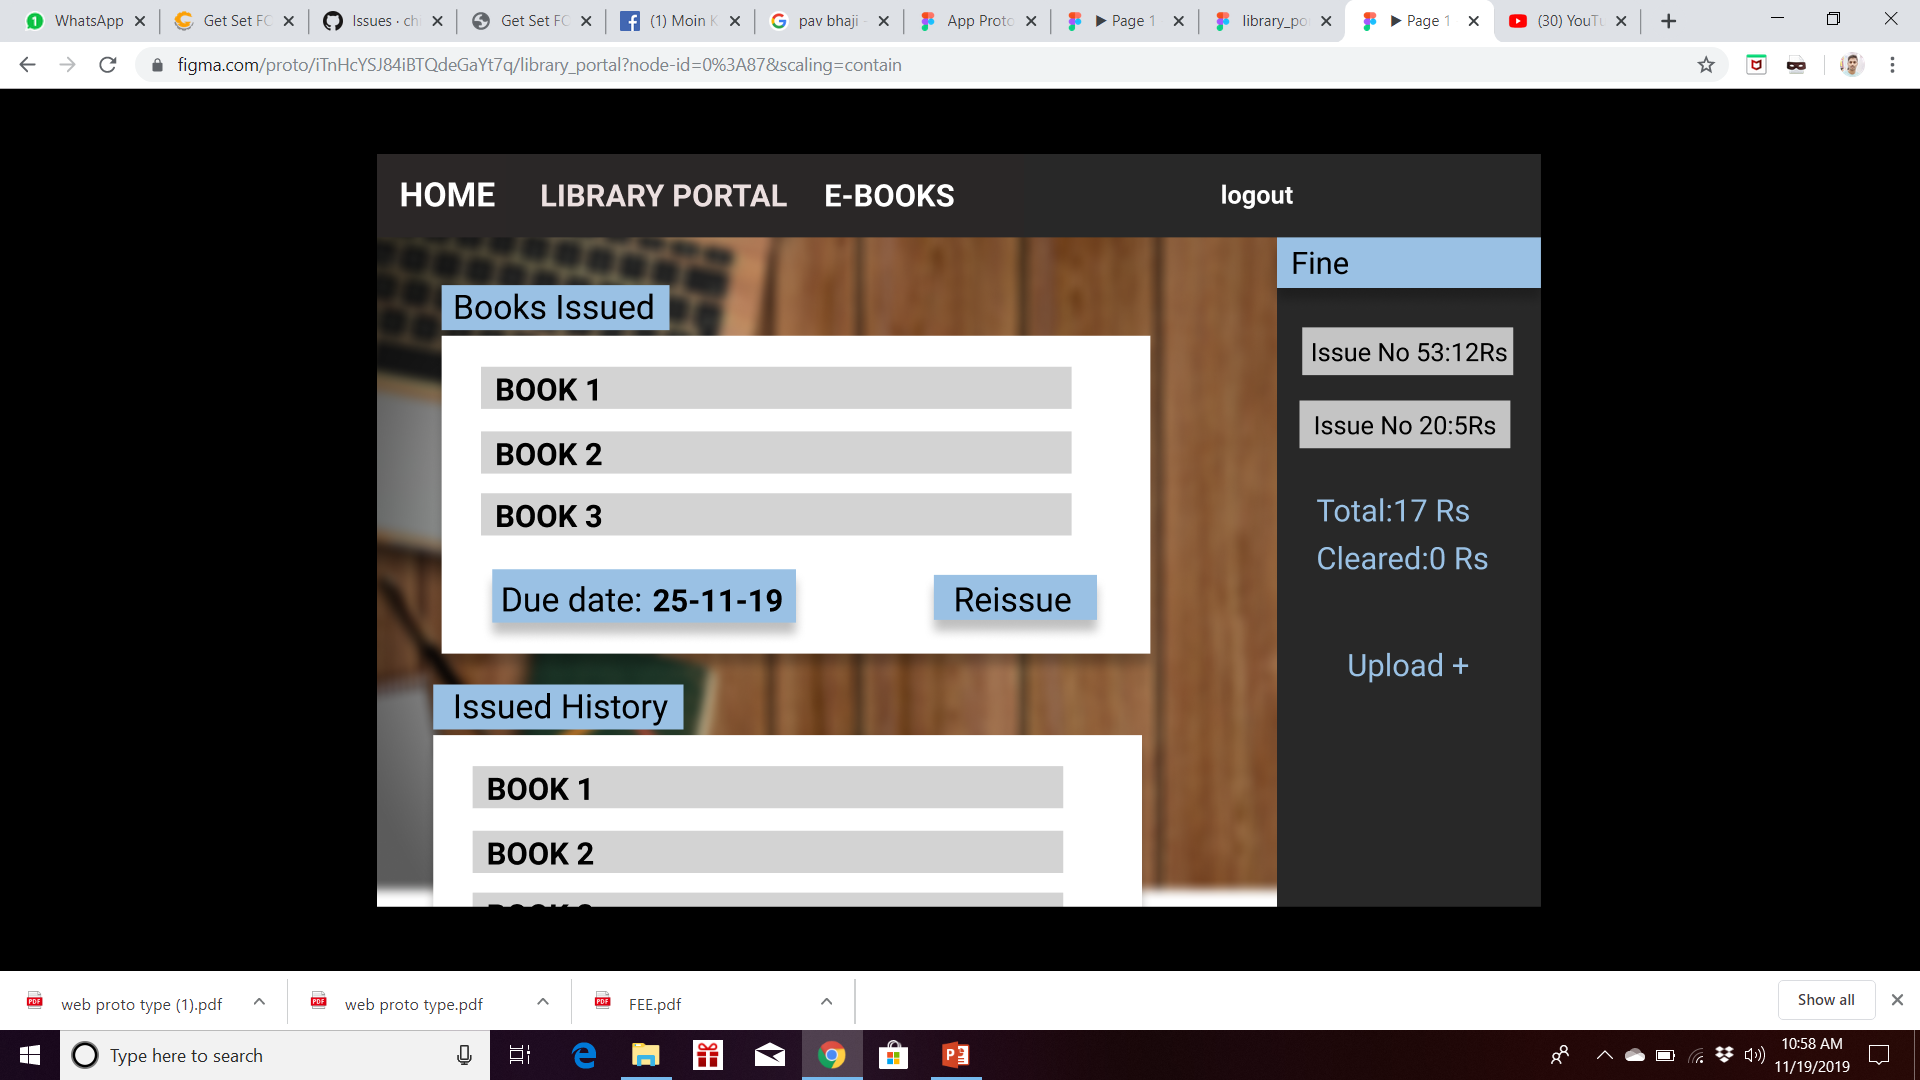 WhatsApp
Get Set FO
Issues · ch
Get Set FO
(1) Moin K
pav bhaji -
App Proto
▶ Page 1
library_po
▶ Page 1
(30) YouTu
figma.com/proto/iTnHcYSJ84iBTQdeGaYt7q/library_portal?node-id=0%3A87&scaling=contain
HOME LIBRARY PORTAL E-BOOKS logout
Books Issued
BOOK 1
BOOK 2
BOOK 3
Due date: 25-11-19
Reissue
Issued History
BOOK 1
BOOK 2
Fine
Issue No 53:12Rs
Issue No 20:5Rs
Total:17 Rs
Cleared:0 Rs
Upload +
web proto type (1).pdf
web proto type.pdf
FEE.pdf
Show all
Type here to search
10:58 AM
11/19/2019